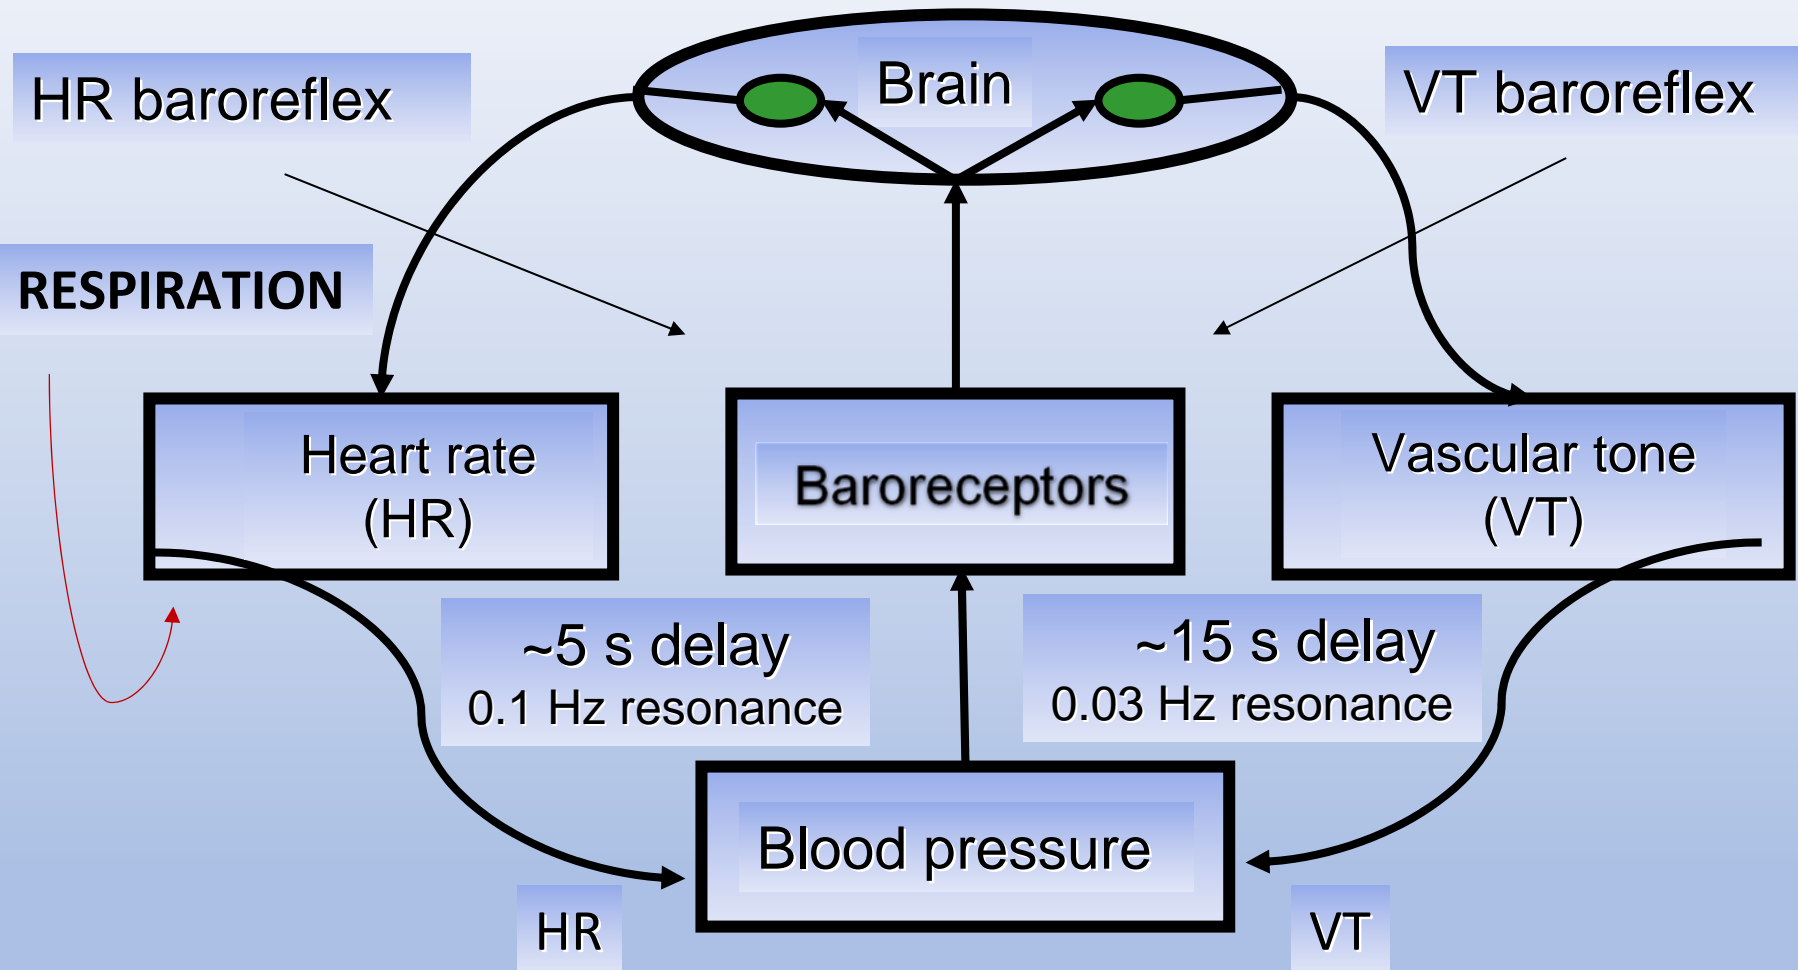 Brain
HR baroreflex
VT baroreflex
RESPIRATION
Heart rate
(HR)
Baroreceptors
Vascular tone
(VT)
~5 s delay
0.1 Hz resonance
~15 s delay
0.03 Hz resonance
Blood pressure
HR
VT